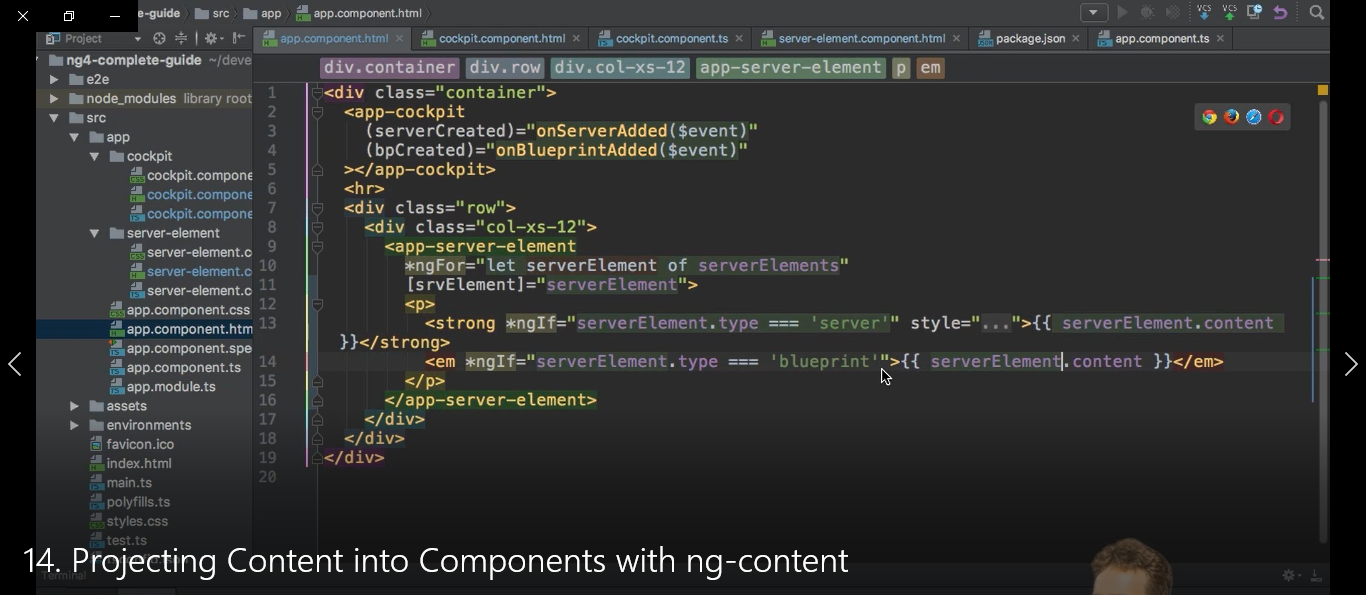 e-guide src app app.component.html
Project
app.component.html cockpit.component.html cockpit.component.ts server-element.component.html package.json app.component.ts
ng4-complete-guide ~/deve
div.container div.row div.col-xs-12 app-server-element p em
e2e
node_modules library root
src
app
cockpit
cockpit.compone
cockpit.compone
cockpit.compone
server-element
server-element.c
server-element.c
server-element.c
app.component.css
app.component.htm
app.component.spe
app.component.ts
app.module.ts
assets
environments
favicon.ico
index.html
main.ts
polyfills.ts
styles.css
test.ts
1 <div class="container">
2 <app-cockpit
3 (serverCreated)="onServerAdded($event)"
4 (bpCreated)="onBlueprintAdded($event)"
5 ></app-cockpit>
6 <hr>
7 <div class="row">
8 <div class="col-xs-12">
9 <app-server-element
10 *ngFor="let serverElement of serverElements"
11 [srvElement]="serverElement">
12 <p>
13 <strong *ngIf="serverElement.type === 'server'" style="...">{{ serverElement.content
}}</strong>
14 <em *ngIf="serverElement.type === 'blueprint'">{{ serverElement.content }}</em>
15 </p>
16 </app-server-element>
17 </div>
18 </div>
19 </div>
20
VCS VCS
14. Projecting Content into Components with ng-content
Terminal